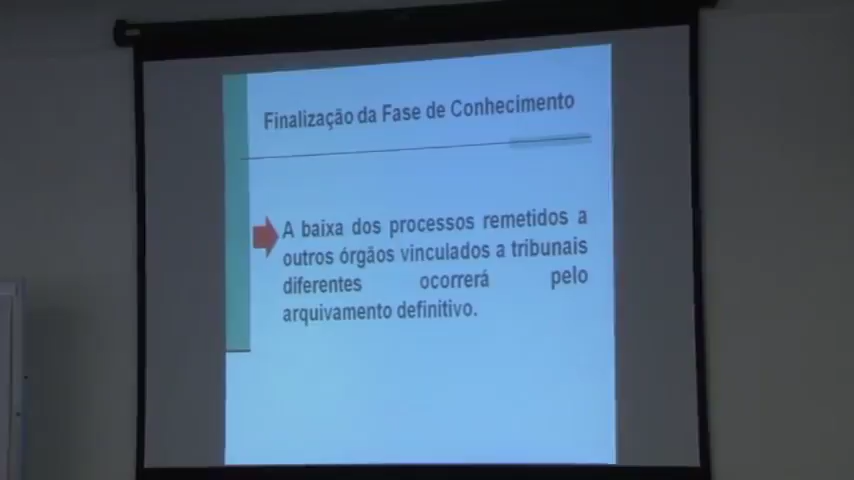 Finalização da Fase de Conhecimento
A baixa dos processos remetidos a
outros órgãos vinculados a tribunais
diferentes ocorrerá pelo
arquivamento definitivo.